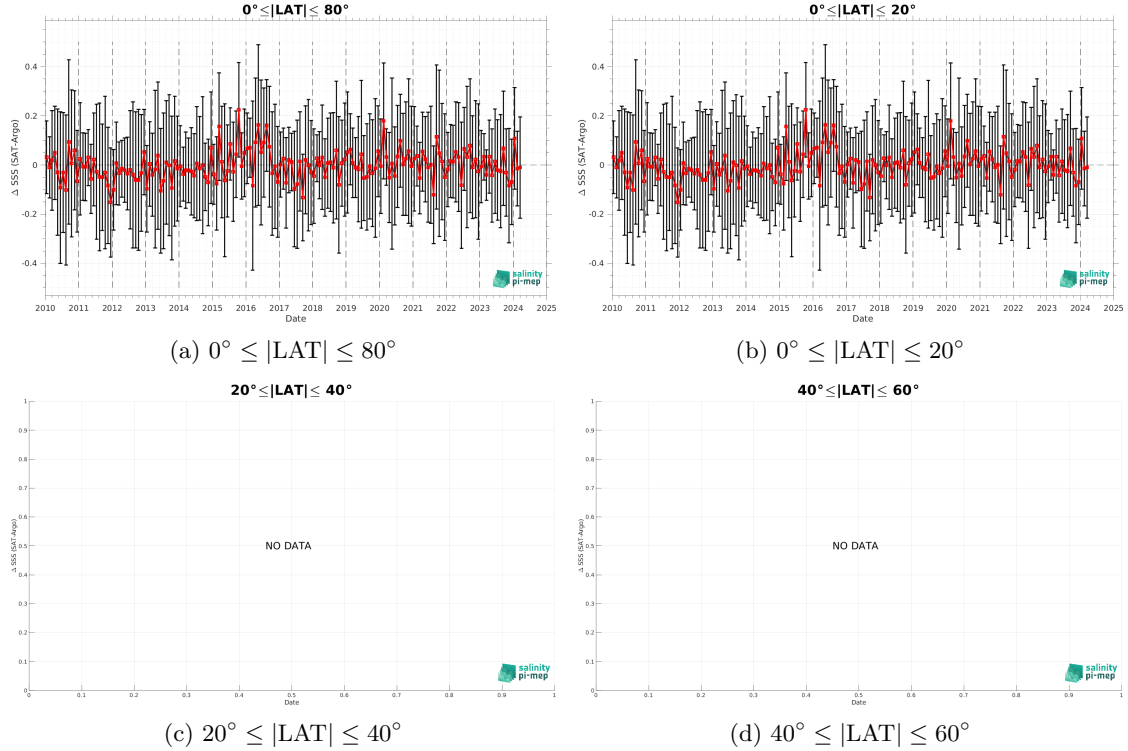 0°≤|LAT|≤ 80°
Δ SSS (SAT-Argo)
0.4
0.2
0
-0.2
-0.4
2010 2011 2012 2013 2014 2015 2016 2017 2018 2019 2020 2021 2022 2023 2024 2025
Date
salinity
pi-mep
(a) 0° ≤ |LAT| ≤ 80°
0°≤|LAT|≤ 20°
Δ SSS (SAT-Argo)
0.4
0.2
0
-0.2
-0.4
2010 2011 2012 2013 2014 2015 2016 2017 2018 2019 2020 2021 2022 2023 2024 2025
Date
salinity
pi-mep
(b) 0° ≤ |LAT| ≤ 20°
20°≤|LAT|≤ 40°
Δ SSS (SAT-Argo)
1
0.9
0.8
0.7
0.6
0.5
0.4
0.3
0.2
0.1
0
NO DATA
0 0.1 0.2 0.3 0.4 0.5 0.6 0.7 0.8 0.9 1
Date
salinity
pi-mep
(c) 20° ≤ |LAT| ≤ 40°
40°≤|LAT|≤ 60°
Δ SSS (SAT-Argo)
1
0.9
0.8
0.7
0.6
0.5
0.4
0.3
0.2
0.1
0
NO DATA
0 0.1 0.2 0.3 0.4 0.5 0.6 0.7 0.8 0.9 1
Date
salinity
pi-mep
(d) 40° ≤ |LAT| ≤ 60°